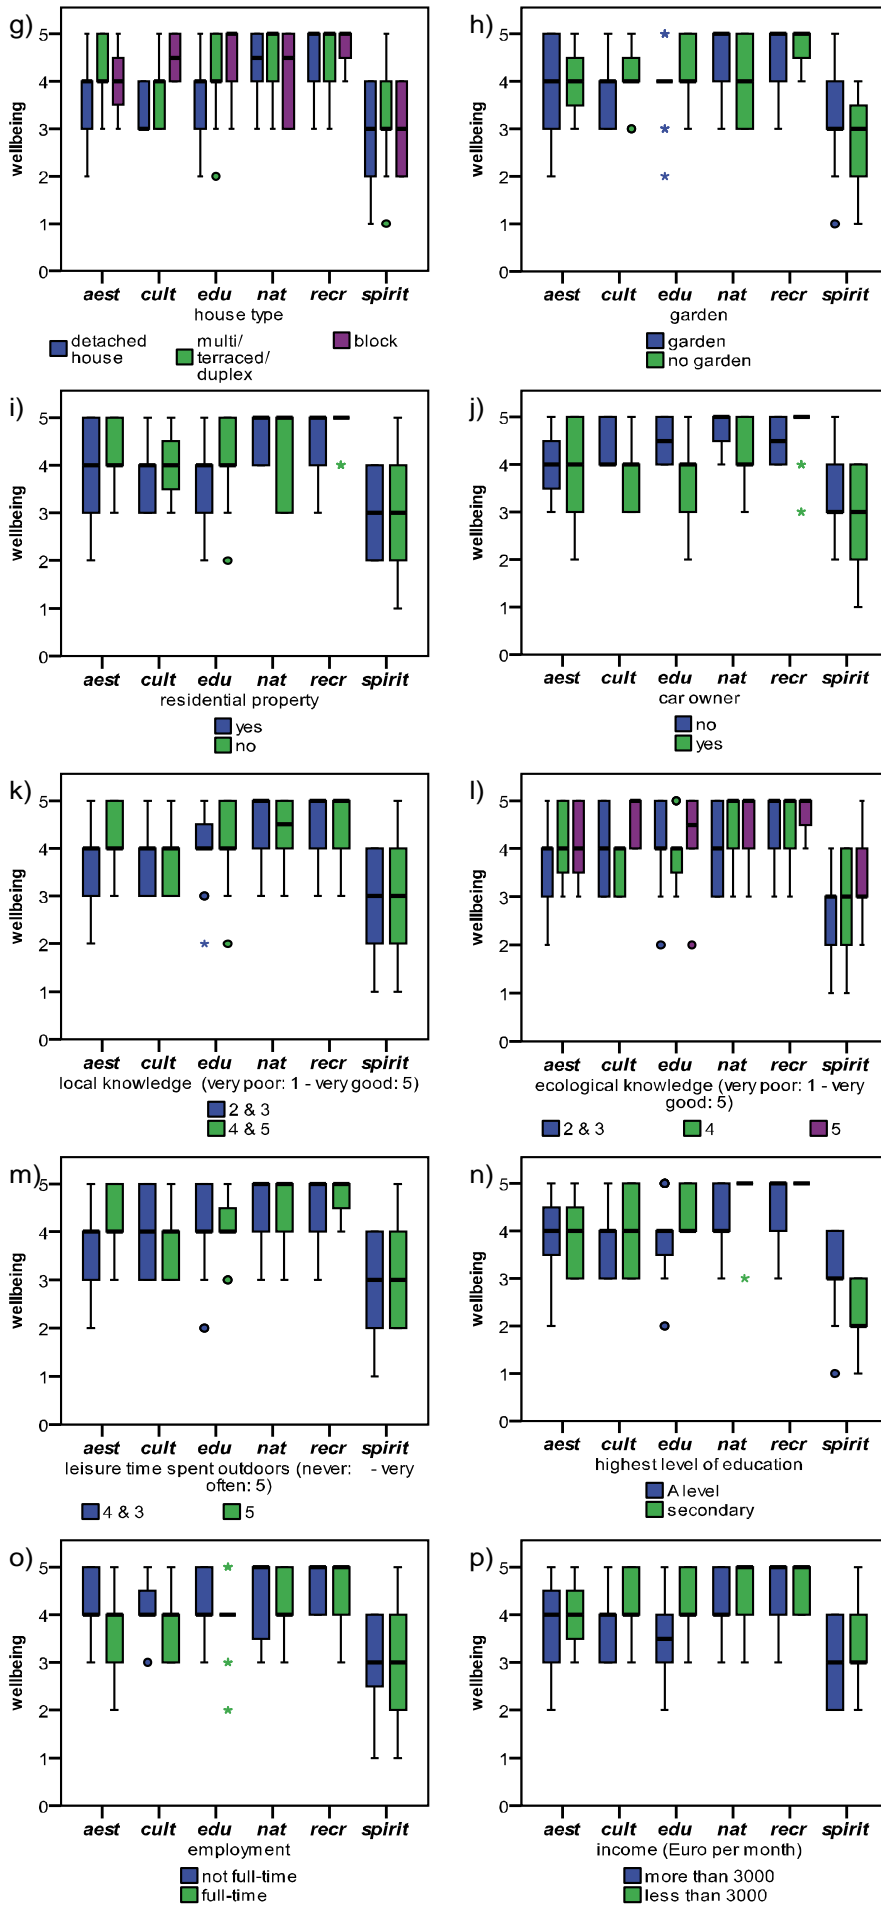 g)
wellbeing
5
4
3
2
1
0
aest cult edu nat recr spirit
house type
detached house
multi/ terraced/ duplex
block
h)
wellbeing
5
4
3
2
1
0
aest cult edu nat recr spirit
garden
garden
no garden
i)
wellbeing
5
4
3
2
1
0
aest cult edu nat recr spirit
residential property
yes
no
j)
wellbeing
5
4
3
2
1
0
aest cult edu nat recr spirit
car owner
no
yes
k)
wellbeing
5
4
3
2
1
0
aest cult edu nat recr spirit
local knowledge (very poor: 1 - very good: 5)
2 & 3
4 & 5
l)
wellbeing
5
4
3
2
1
0
aest cult edu nat recr spirit
ecological knowledge (very poor: 1 - very
good: 5)
2 & 3
4
5
m)
wellbeing
5
4
3
2
1
0
aest cult edu nat recr spirit
leisure time spent outdoors (never: - very
often: 5)
4 & 3
5
n)
wellbeing
5
4
3
2
1
0
aest cult edu nat recr spirit
highest level of education
A level
secondary
o)
wellbeing
5
4
3
2
1
0
aest cult edu nat recr spirit
employment
not full-time
full-time
p)
wellbeing
5
4
3
2
1
0
aest cult edu nat recr spirit
income (Euro per month)
more than 3000
less than 3000